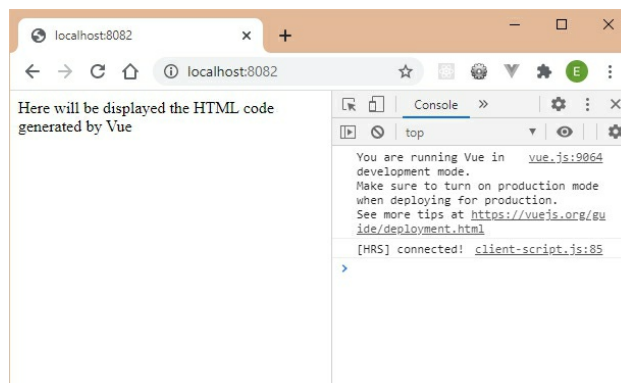 localhost:8082
localhost:8082
E
Here will be displayed the HTML code
generated by Vue
Console
top
You are running Vue in vue.js:9064
development mode.
Make sure to turn on production mode
when deploying for production.
See more tips at https://vuejs.org/gu
ide/deployment.html
[HRS] connected! client-script.js:85